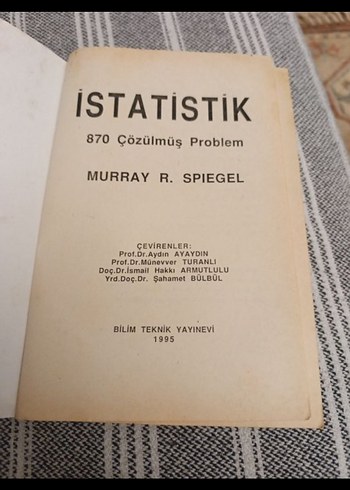 İSTATİSTİK
870 Çözülmüş Problem
MURRAY R. SPIEGEL
ÇEVİRENLER:
Prof.Dr.Aydın AYAYDIN
Prof.Dr.Münevver TURANLI
Doç.Dr.İsmail Hakkı ARMUTLULU
Yrd.Doç.Dr. Şahamet BÜLBÜL
BİLİM TEKNİK YAYINEVİ
1995